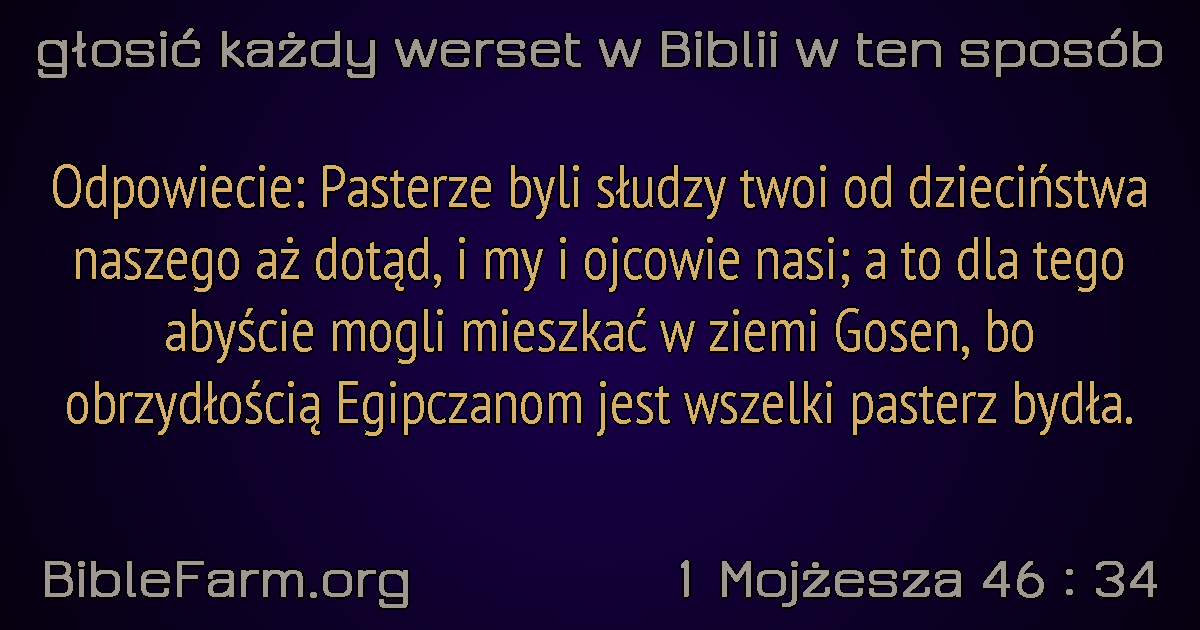 głosić każdy werset w Biblii w ten sposób
Odpowiecie: Pasterze byli słudzy twoi od dzieciństwa
naszego aż dotąd, i my i ojcowie nasi; a to dla tego
abyście mogli mieszkać w ziemi Gosen, bo
obrzydłością Egipczanom jest wszelki pasterz bydła.
BibleFarm.org
1 Mojżesza 46 : 34